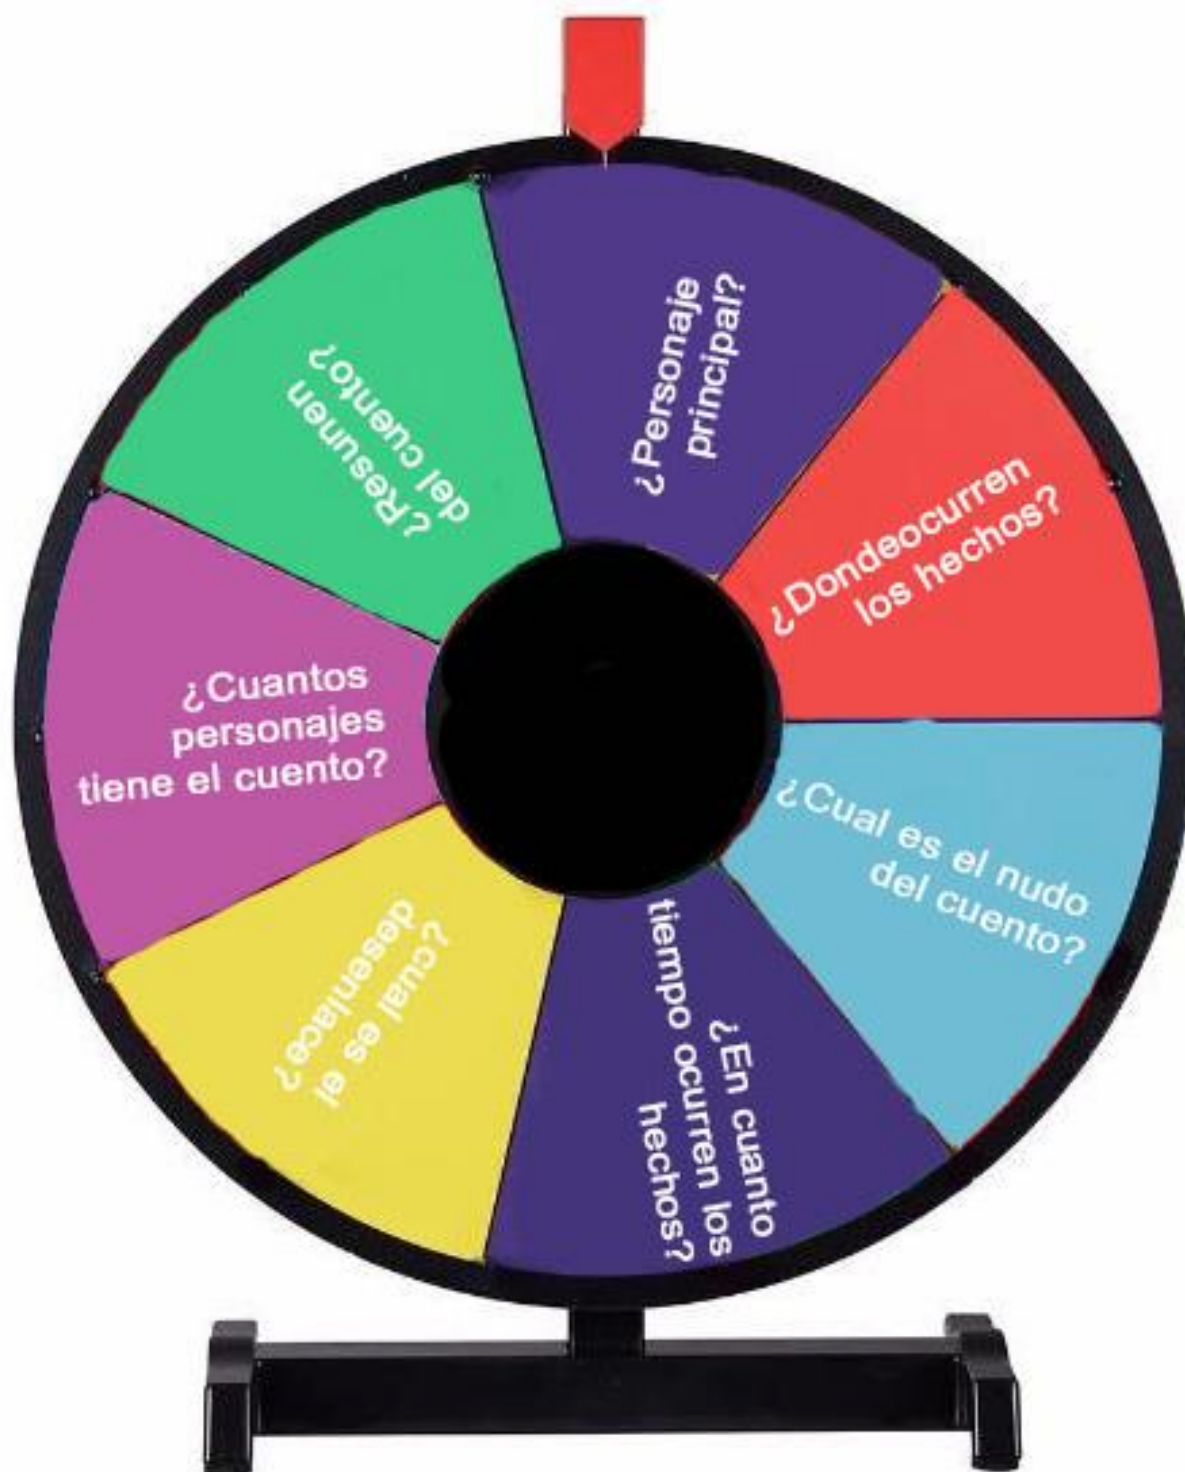 ¿Personaje
principal?
¿Dondeocurren
los hechos?
¿Cual es el nudo
del cuento?
¿En cuanto
tiempo ocurren los
hechos?
¿cual es el
desenlace?
¿Cuantos
personajes
tiene el cuento?
¿Resunen
del cuento?